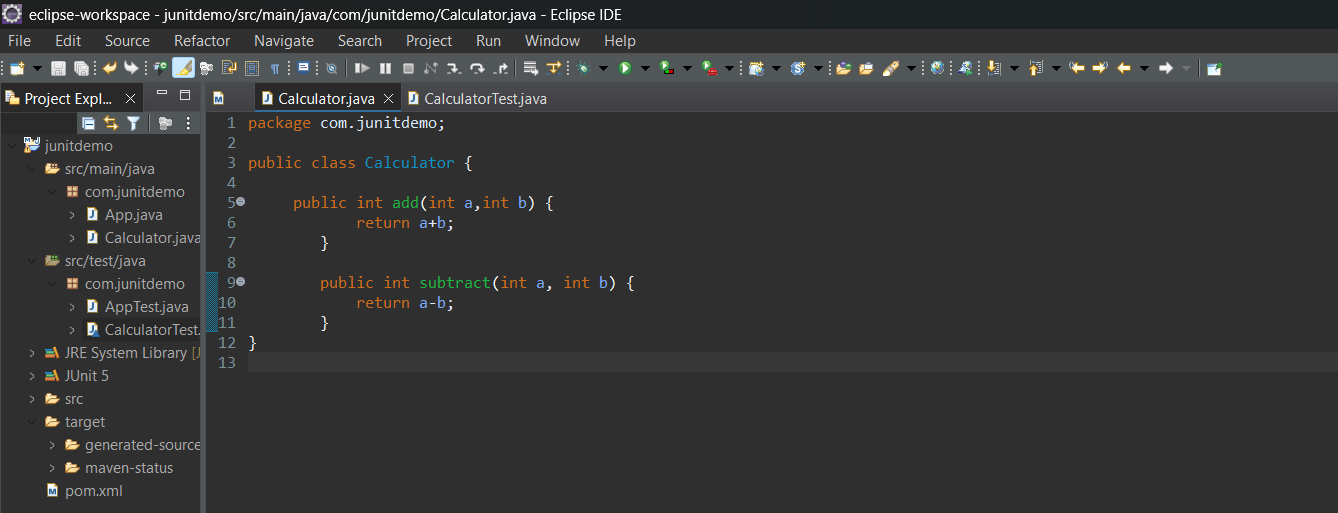 eclipse-workspace - junitdemo/src/main/java/com/junitdemo/Calculator.java - Eclipse IDE
File Edit Source Refactor Navigate Search Project Run Window Help
Project Expl...
Calculator.java
CalculatorTest.java
junitdemo
src/main/java
com.junitdemo
App.java
Calculator.java
src/test/java
com.junitdemo
AppTest.java
CalculatorTest.
JRE System Library [J
JUnit 5
src
target
generated-source
maven-status
pom.xml
1 package com.junitdemo;
2
3 public class Calculator {
4
5 public int add(int a,int b) {
6 return a+b;
7 }
8
9 public int subtract(int a, int b) {
10 return a-b;
11 }
12 }
13